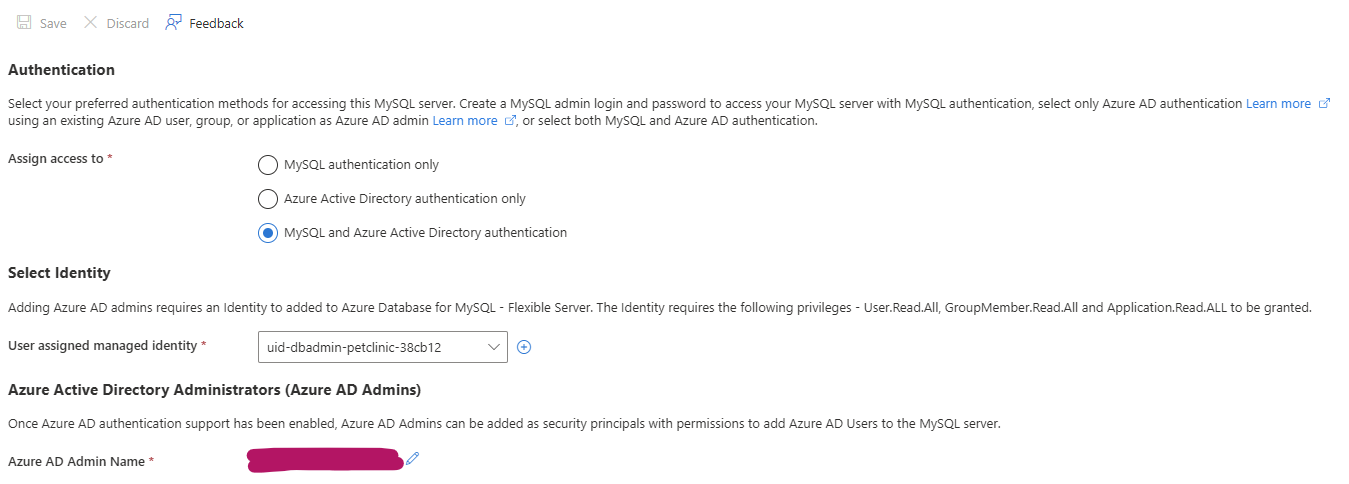 Save Discard Feedback
Authentication
Select your preferred authentication methods for accessing this MySQL server. Create a MySQL admin login and password to access your MySQL server with MySQL authentication, select only Azure AD authentication Learn more
using an existing Azure AD user, group, or application as Azure AD admin Learn more , or select both MySQL and Azure AD authentication.
Assign access to *
MySQL authentication only
Azure Active Directory authentication only
MySQL and Azure Active Directory authentication
Select Identity
Adding Azure AD admins requires an Identity to added to Azure Database for MySQL - Flexible Server. The Identity requires the following privileges - User.Read.All, GroupMember.Read.All and Application.Read.ALL to be granted.
User assigned managed identity * uid-dbadmin-petclinic-38cb12
Azure Active Directory Administrators (Azure AD Admins)
Once Azure AD authentication support has been enabled, Azure AD Admins can be added as security principals with permissions to add Azure AD Users to the MySQL server.
Azure AD Admin Name *